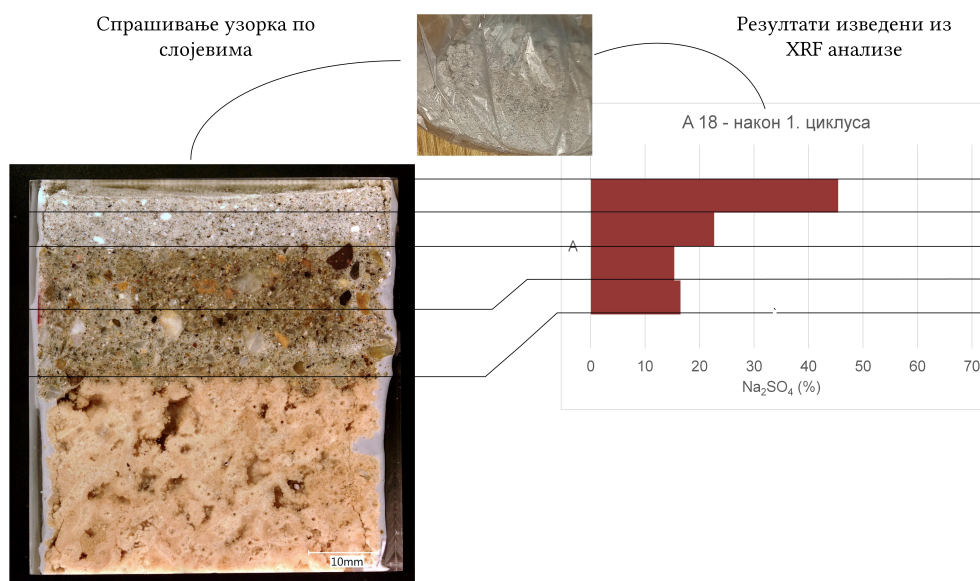 Спрашивање узорка по
слојевима
Резултати изведени из
XRF анализе
А 18 - након 1. циклуса
А
0 10 20 30 40 50 60 70
Na₂SO₄ (%)
10mm